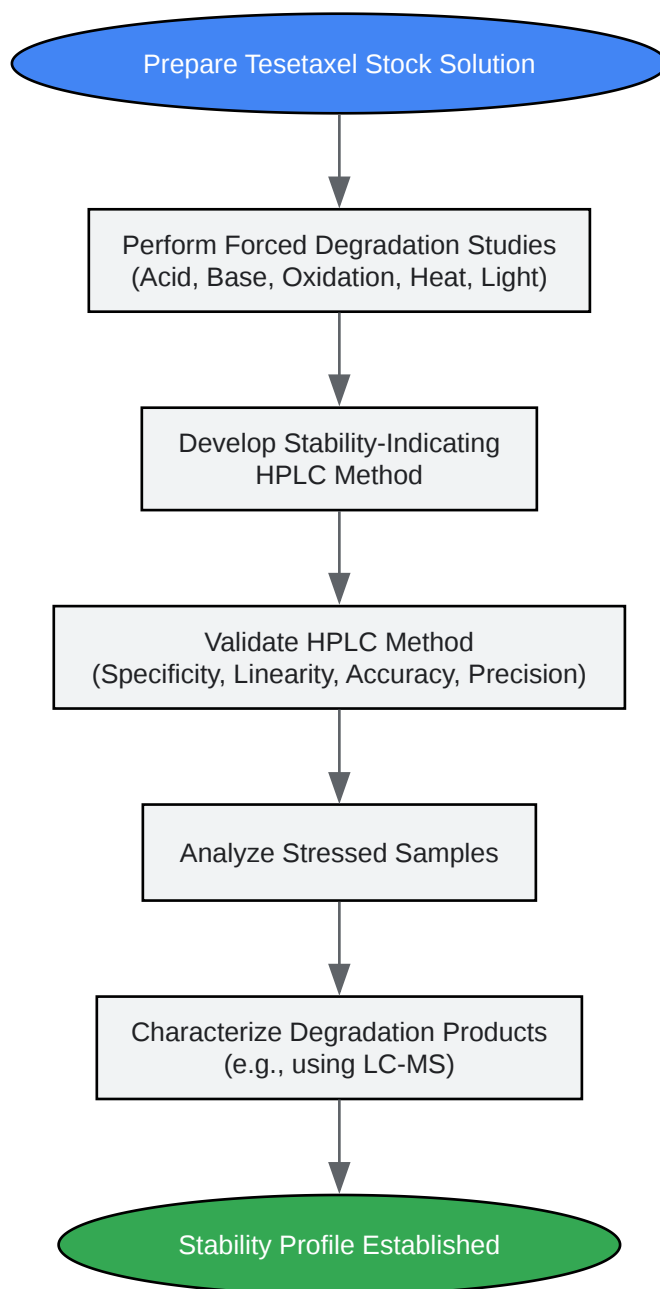 Prepare Tesetaxel Stock Solution
Perform Forced Degradation Studies
(Acid, Base, Oxidation, Heat, Light)
Develop Stability-Indicating
HPLC Method
Validate HPLC Method
(Specificity, Linearity, Accuracy, Precision)
Analyze Stressed Samples
Characterize Degradation Products
(e.g., using LC-MS)
Stability Profile Established